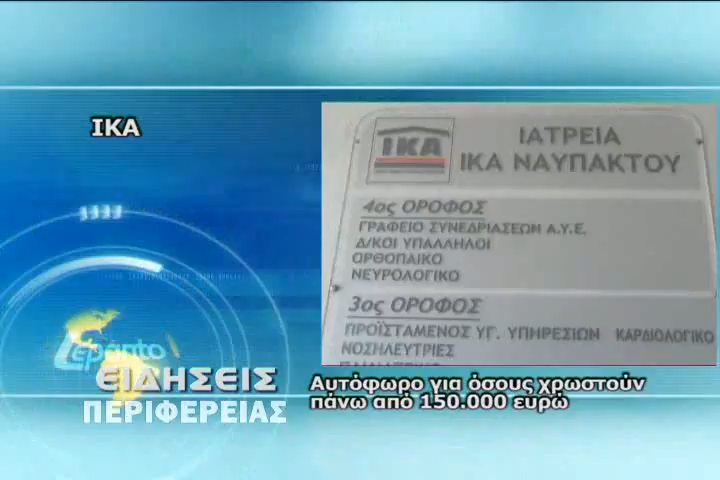 ΙΚΑ
ΙΚΑ
ΙΑΤΡΕΙΑ
ΙΚΑ ΝΑΥΠΑΚΤΟΥ
4ος ΟΡΟΦΟΣ
ΓΡΑΦΕΙΟ ΣΥΝΕΔΡΙΑΣΕΩΝ Α.Υ.Ε.
Δ/ΚΟΙ ΥΠΑΛΛΗΛΟΙ
ΟΡΘΟΠΑΙΚΟ
ΝΕΥΡΟΛΟΓΙΚΟ
3ος ΟΡΟΦΟΣ
ΠΡΟΪΣΤΑΜΕΝΟΣ ΥΓ. ΥΠΗΡΕΣΙΩΝ ΚΑΡΔΙΟΛΟΓΙΚΟ
ΝΟΣΗΛΕΥΤΡΙΕΣ
Lepanto
ΕΙΔΗΣΕΙΣ
ΠΕΡΙΦΕΡΕΙΑΣ
Αυτόφωρο για όσους χρωστούν
πάνω από 150.000 ευρώ